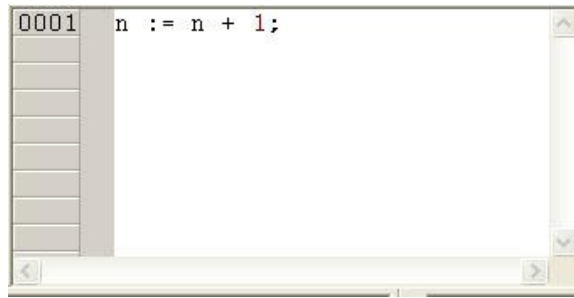 0001 n := n + 1;